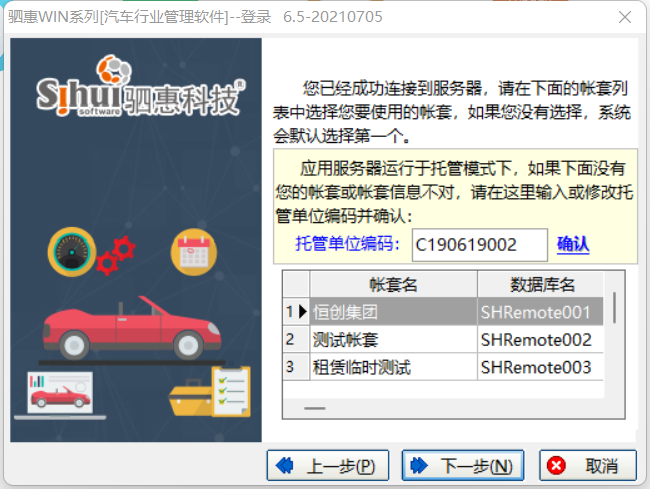 驷惠WIN系列[汽车行业管理软件]--登录 6.5-20210705
Sihui驷惠科技®
software
您已经成功连接到服务器，请在下面的帐套列
表中选择您要使用的帐套，如果您没有选择，系统
会默认选择第一个。
应用服务器运行于托管模式下，如果下面没有
您的帐套或帐套信息不对，请在这里输入或修改托
管单位编码并确认：
托管单位编码： C190619002 确认
帐套名 数据库名
1 恒创集团 SHRemote001
2 测试帐套 SHRemote002
3 租赁临时测试 SHRemote003
上一步(P) 下一步(N) 取消